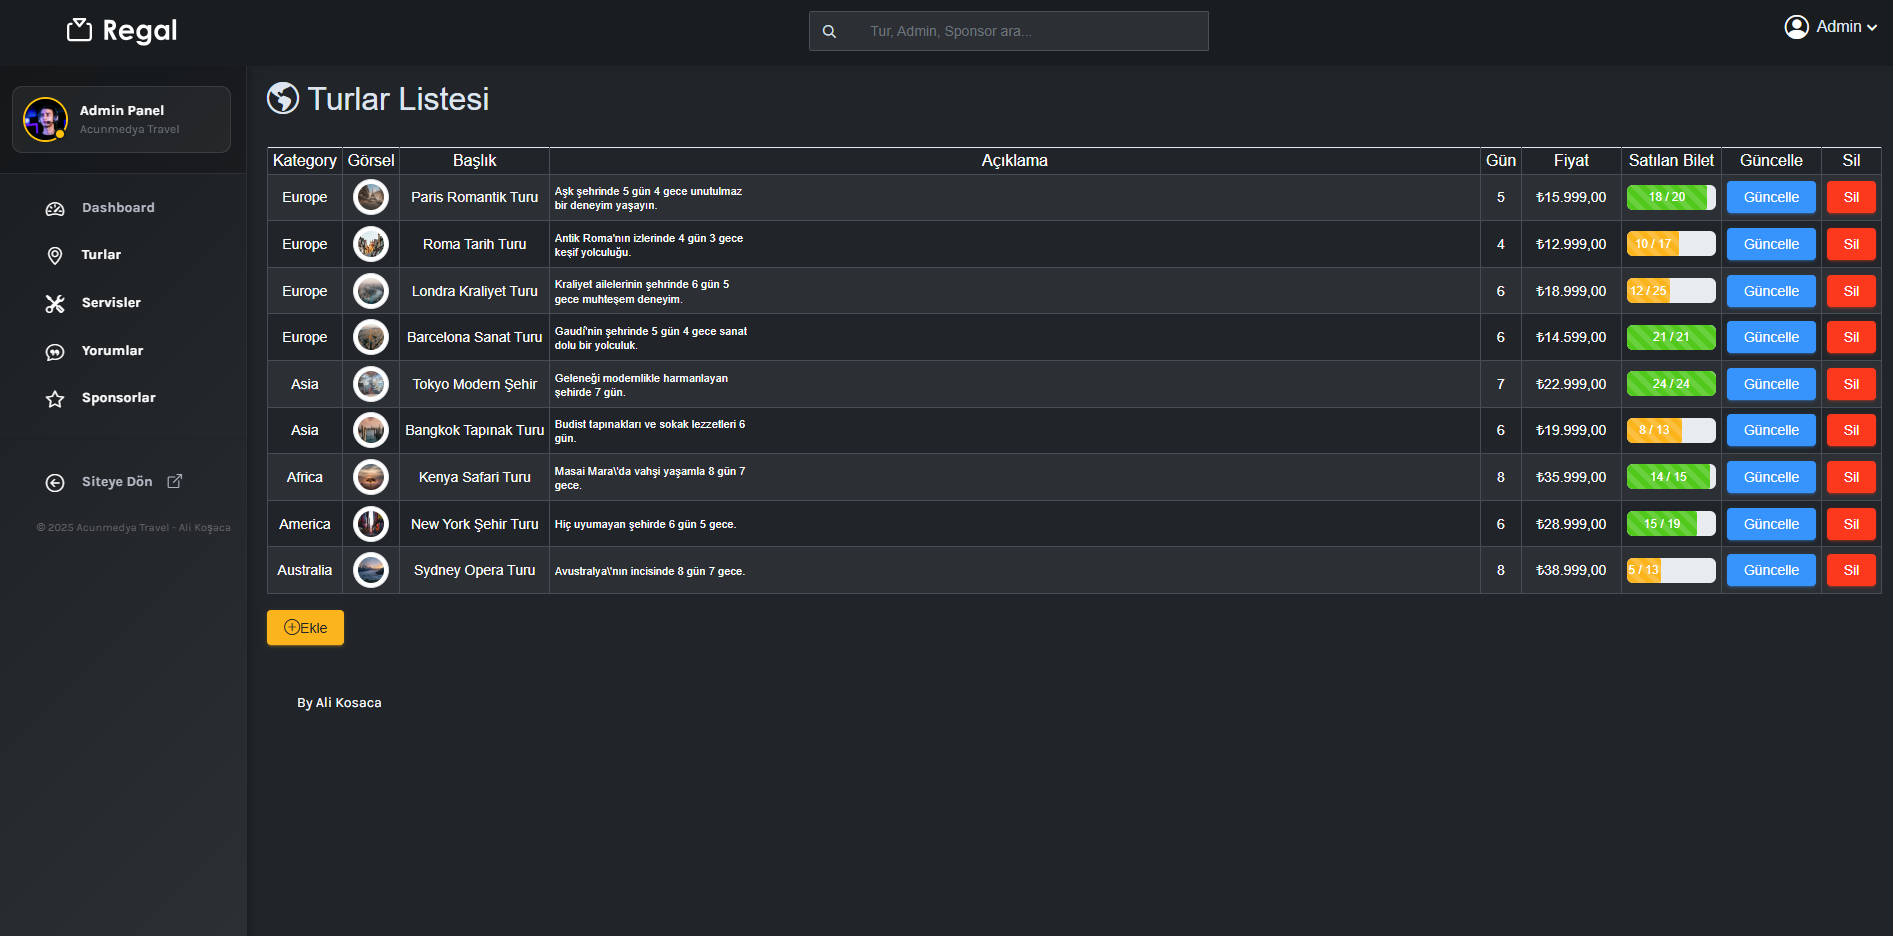 Regal
Tur, Admin, Sponsor ara...
Admin
Admin Panel
Acunmedya Travel
Dashboard
Turlar
Servisler
Yorumlar
Sponsorlar
Siteye Dön
© 2025 Acunmedya Travel - Ali Koşaca
Turlar Listesi
Kategory Görsel Başlık Açıklama Gün Fiyat Satılan Bilet Güncelle Sil
Europe Paris Romantik Turu Aşk şehrinde 5 gün 4 gece unutulmaz
bir deneyim yaşayın. 5 ₺15.999,00 18 / 20 Güncelle Sil
Europe Roma Tarih Turu Antik Roma'nın izlerinde 4 gün 3 gece
keşif yolculuğu. 4 ₺12.999,00 10 / 17 Güncelle Sil
Europe Londra Kraliyet Turu Kraliyet ailelerinin şehrinde 6 gün 5
gece muhteşem deneyim. 6 ₺18.999,00 12 / 25 Güncelle Sil
Europe Barcelona Sanat Turu Gaudí'nin şehrinde 5 gün 4 gece sanat
dolu bir yolculuk. 6 ₺14.599,00 21 / 21 Güncelle Sil
Asia Tokyo Modern Şehir Geleneği modernlikle harmanlayan
şehirde 7 gün. 7 ₺22.999,00 24 / 24 Güncelle Sil
Asia Bangkok Tapınak Turu Budist tapınakları ve sokak lezzetleri 6
gün. 6 ₺19.999,00 8 / 13 Güncelle Sil
Africa Kenya Safari Turu Masai Mara\'da vahşi yaşamla 8 gün 7
gece. 8 ₺35.999,00 14 / 15 Güncelle Sil
America New York Şehir Turu Hiç uyumayan şehirde 6 gün 5 gece. 6 ₺28.999,00 15 / 19 Güncelle Sil
Australia Sydney Opera Turu Avustralya\'nın incisinde 8 gün 7 gece. 8 ₺38.999,00 5 / 13 Güncelle Sil
Ekle
By Ali Kosaca